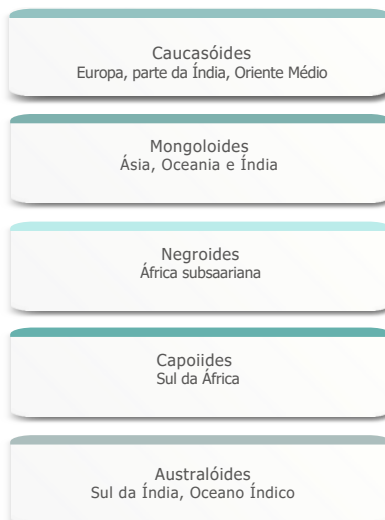 Caucasóides
Europa, parte da Índia, Oriente Médio
Mongoloides
Ásia, Oceania e Índia
Negroides
África subsaariana
Capoiides
Sul da África
Australóides
Sul da Índia, Oceano Índico